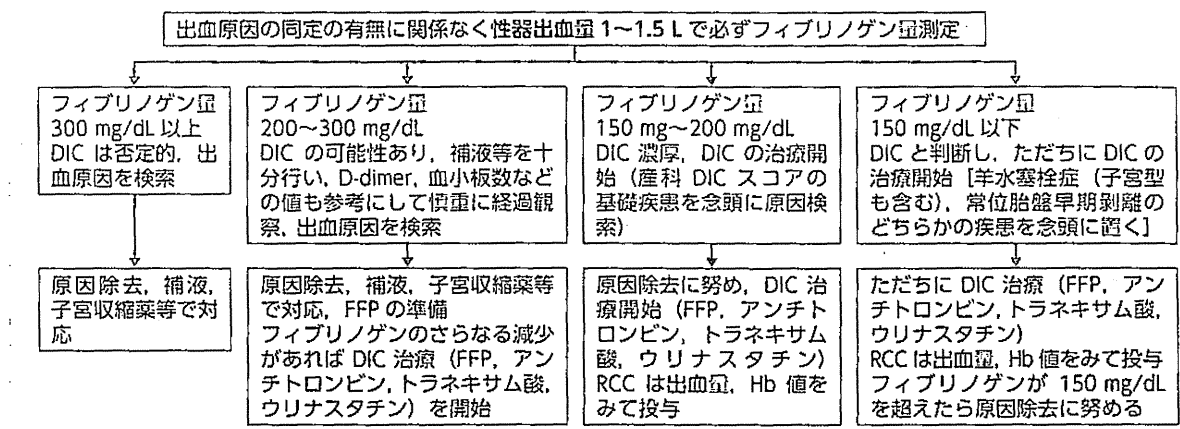 出血原因の同定の有無に関係なく性器出血量 1～1.5 L で必ずフィブリノゲン量測定
フィブリノゲン量
300 mg/dL 以上
DIC は否定的，出
血原因を検索
フィブリノゲン量
200～300 mg/dL
DIC の可能性あり，補液等を十
分行い，D-dimer，血小板数など
の値も参考にして慎重に経過観
察，出血原因を検索
フィブリノゲン量
150 mg～200 mg/dL
DIC 濃厚，DIC の治療開
始（産科 DIC スコアの
基礎疾患を念頭に原因検
索）
フィブリノゲン量
150 mg/dL 以下
DIC と判断し，ただちに DIC の
治療開始［羊水塞栓症（子宮型
も含む），常位胎盤早期剝離の
どちらかの疾患を念頭に置く］
原因除去，補液，
子宮収縮薬等で対
応
原因除去，補液，子宮収縮薬等
で対応，FFP の準備
フィブリノゲンのさらなる減少
があれば DIC 治療（FFP，アン
チトロンビン，トラネキサム酸，
ウリナスタチン）を開始
原因除去に努め，DIC 治
療開始（FFP，アンチト
ロンビン，トラネキサム
酸，ウリナスタチン）
RCC は出血量，Hb 値を
みて投与
ただちに DIC 治療（FFP，アン
チトロンビン，トラネキサム酸，
ウリナスタチン）
RCC は出血量，Hb 値をみて投与
フィブリノゲンが 150 mg/dL
を超えたら原因除去に努める